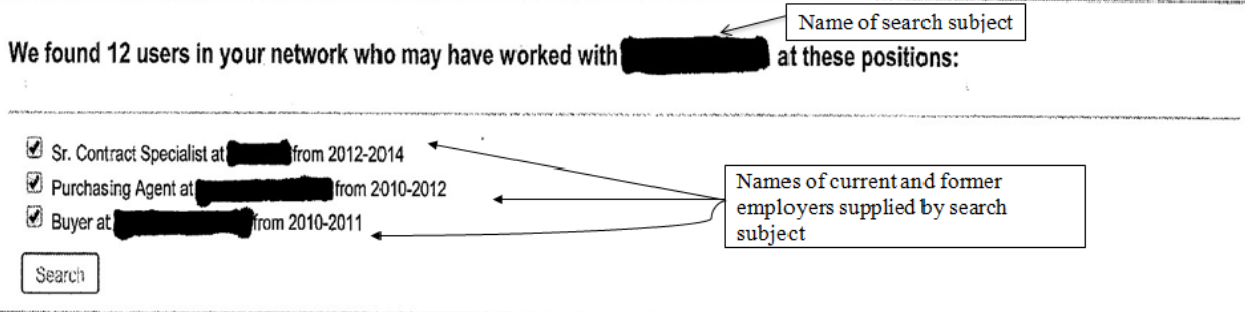 Name of search subject
We found 12 users in your network who may have worked with at these positions:
Sr. Contract Specialist at from 2012-2014
Purchasing Agent at from 2010-2012
Buyer at from 2010-2011
Names of current and former
employers supplied by search
subject
Search